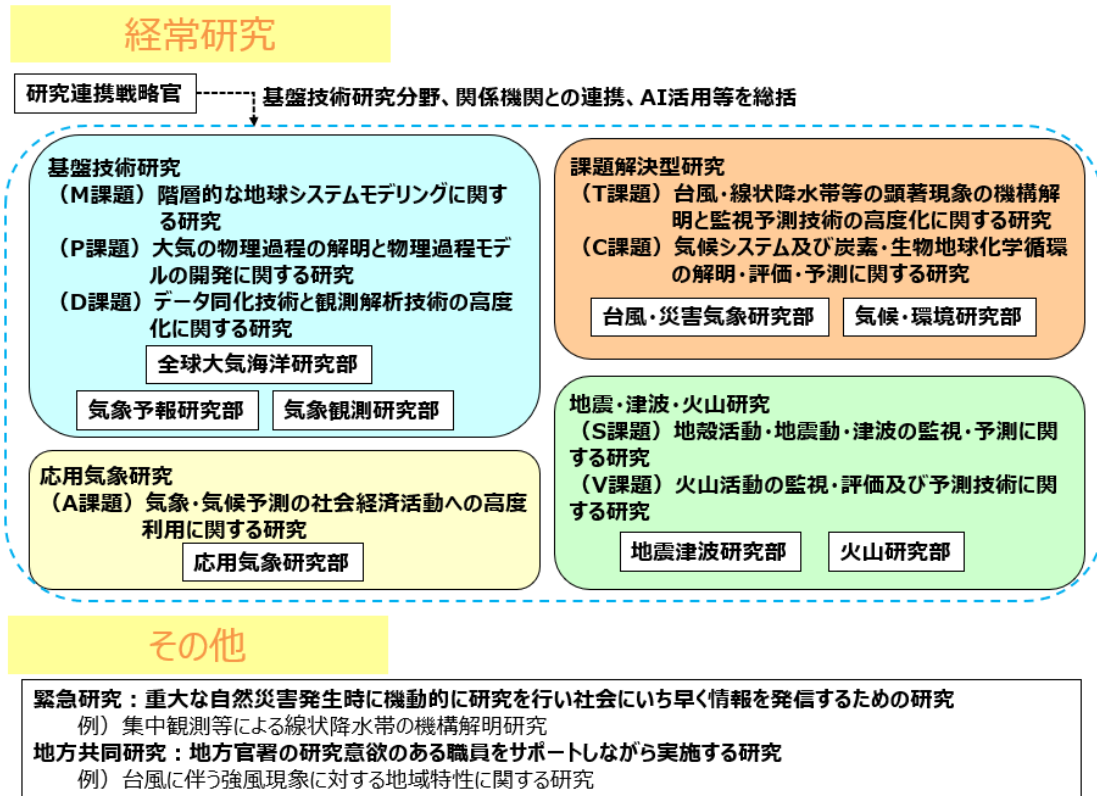 経常研究
研究連携戦略官
基盤技術研究分野、関係機関との連携、AI活用等を総括
基盤技術研究
（M課題）階層的な地球システムモデリングに関す
る研究
（P課題）大気の物理過程の解明と物理過程モデ
ルの開発に関する研究
（D課題）データ同化技術と観測解析技術の高度
化に関する研究
全球大気海洋研究部
気象予報研究部
気象観測研究部
応用気象研究
（A課題）気象・気候予測の社会経済活動への高度
利用に関する研究
応用気象研究部
課題解決型研究
（T課題）台風・線状降水帯等の顕著現象の機構解
明と監視予測技術の高度化に関する研究
（C課題）気候システム及び炭素・生物地球化学循環
の解明・評価・予測に関する研究
台風・災害気象研究部
気候・環境研究部
地震・津波・火山研究
（S課題）地殻活動・地震動・津波の監視・予測に関
する研究
（V課題）火山活動の監視・評価及び予測技術に関
する研究
地震津波研究部
火山研究部
その他
緊急研究：重大な自然災害発生時に機動的に研究を行い社会にいち早く情報を発信するための研究
例）集中観測等による線状降水帯の機構解明研究
地方共同研究：地方官署の研究意欲のある職員をサポートしながら実施する研究
例）台風に伴う強風現象に対する地域特性に関する研究